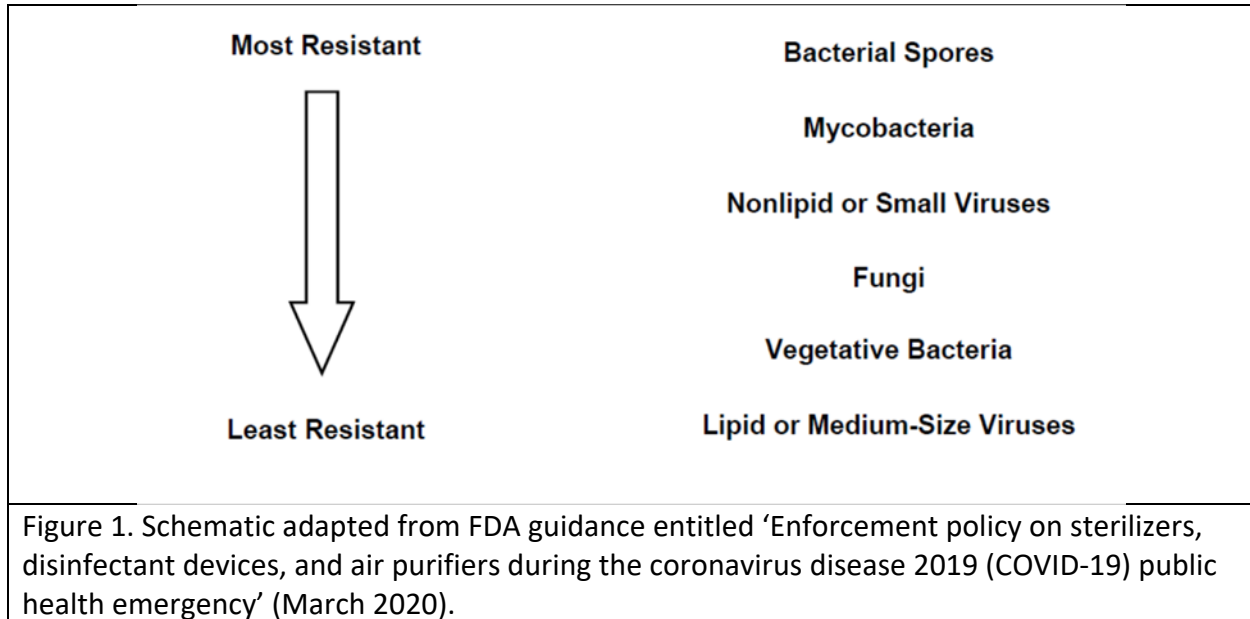 Most Resistant
Bacterial Spores
Mycobacteria
Nonlipid or Small Viruses
Fungi
Vegetative Bacteria
Least Resistant
Lipid or Medium-Size Viruses
Figure 1. Schematic adapted from FDA guidance entitled ‘Enforcement policy on sterilizers,
disinfectant devices, and air purifiers during the coronavirus disease 2019 (COVID-19) public
health emergency’ (March 2020).